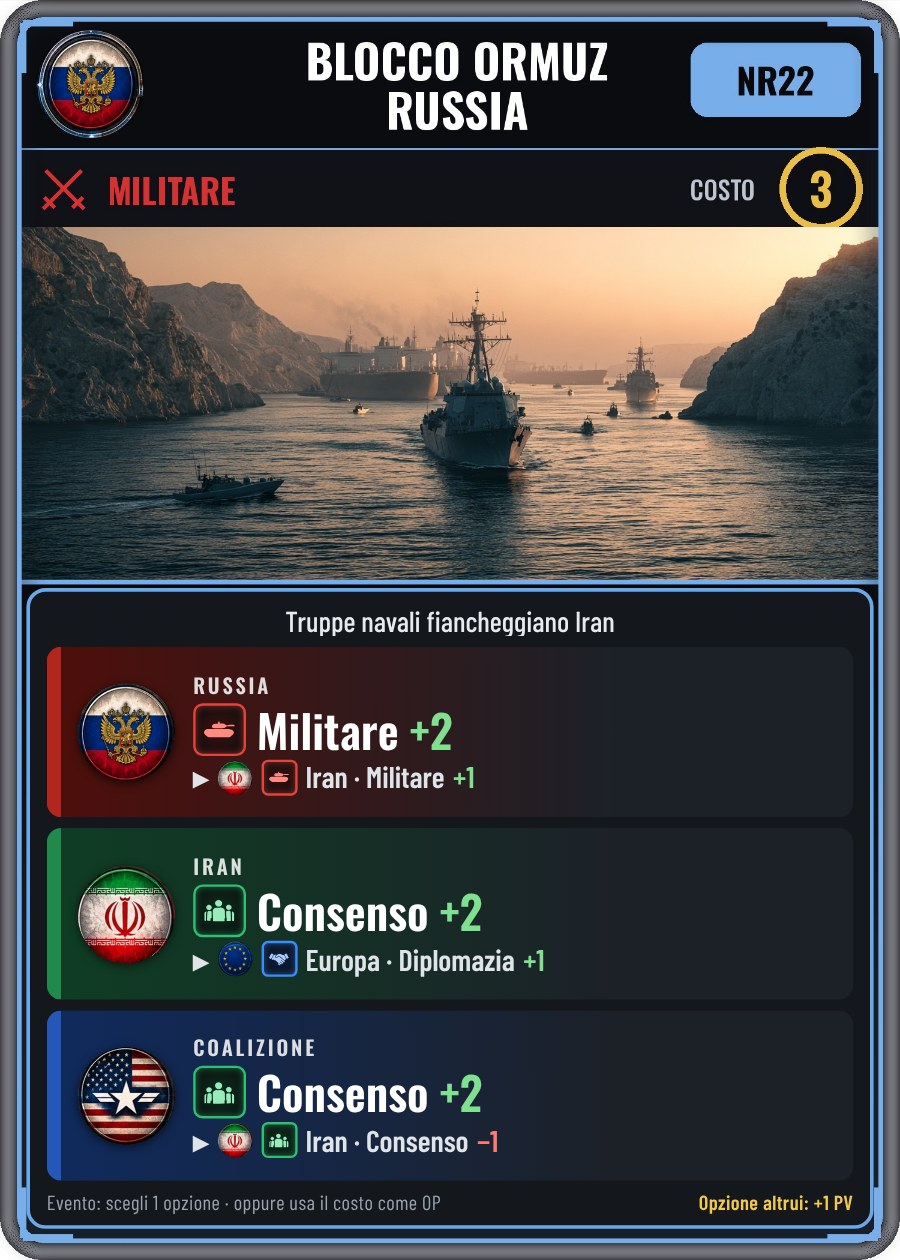 BLOCCO ORMUZ
RUSSIA
NR22
MILITARE
COSTO
3
Truppe navali fiancheggiano Iran
RUSSIA
Militare +2
▶ Iran · Militare +1
IRAN
Consenso +2
▶ Europa · Diplomazia +1
COALIZIONE
Consenso +2
▶ Iran · Consenso −1
Evento: scegli 1 opzione · oppure usa il costo come OP
Opzione altrui: +1 PV